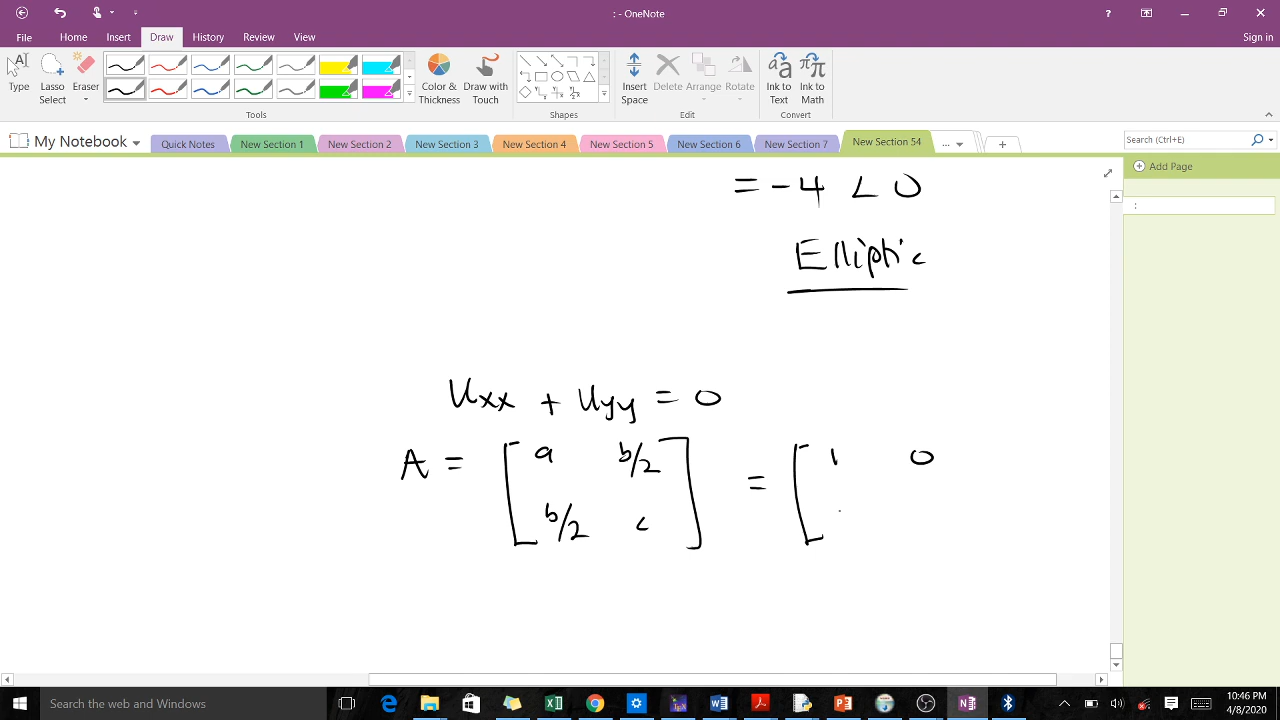 : - OneNote
File Home Insert Draw History Review View
Sign in
Type Lasso Select Eraser Color & Thickness Draw with Touch Insert Space Delete Arrange Rotate Ink to Text Ink to Math
Tools Shapes Edit Convert
My Notebook Quick Notes New Section 1 New Section 2 New Section 3 New Section 4 New Section 5 New Section 6 New Section 7 New Section 54 ... Search (Ctrl+E)
Add Page
:
= -4 < 0
Elliptic
Uxx + Uyy = 0
A = [ a b/2 ] = [ 1 0
b/2 c
Search the web and Windows
10:46 PM
4/8/2020